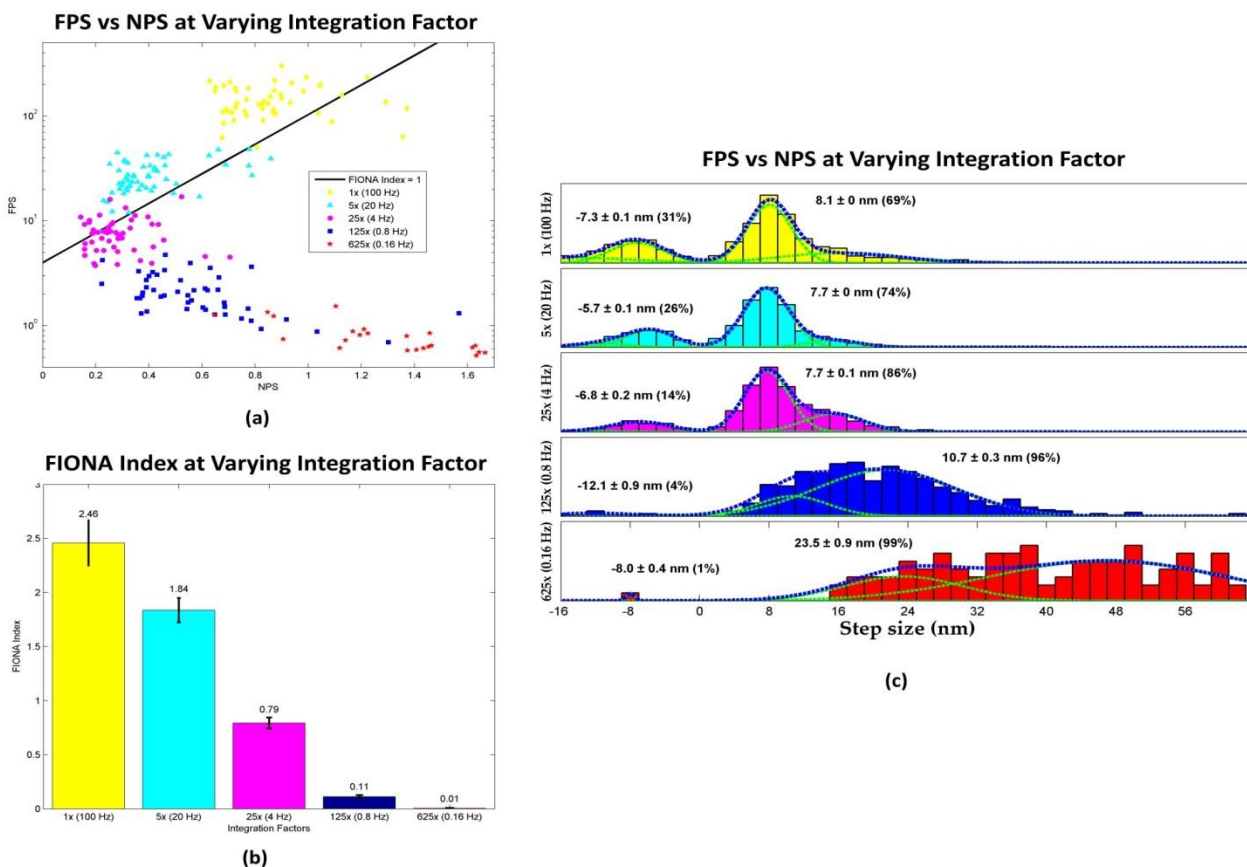 FPS vs NPS at Varying Integration Factor
FPS
10²
10¹
10⁰
FIONA Index = 1
1x (100 Hz)
5x (20 Hz)
25x (4 Hz)
125x (0.8 Hz)
625x (0.16 Hz)
0 0.2 0.4 0.6 0.8 1 1.2 1.4 1.6
NPS
(a)
FIONA Index at Varying Integration Factor
FIONA Index
3
2.5
2
1.5
1
0.5
0
2.46
1.84
0.79
0.11
0.01
1x (100 Hz) 5x (20 Hz) 25x (4 Hz) 125x (0.8 Hz) 625x (0.16 Hz)
Integration Factors
(b)
FPS vs NPS at Varying Integration Factor
1x (100 Hz)
-7.3 ± 0.1 nm (31%)
8.1 ± 0 nm (69%)
5x (20 Hz)
-5.7 ± 0.1 nm (26%)
7.7 ± 0 nm (74%)
25x (4 Hz)
-6.8 ± 0.2 nm (14%)
7.7 ± 0.1 nm (86%)
125x (0.8 Hz)
-12.1 ± 0.9 nm (4%)
10.7 ± 0.3 nm (96%)
625x (0.16 Hz)
-8.0 ± 0.4 nm (1%)
23.5 ± 0.9 nm (99%)
-16 -8 0 8 16 24 32 40 48 56
Step size (nm)
(c)